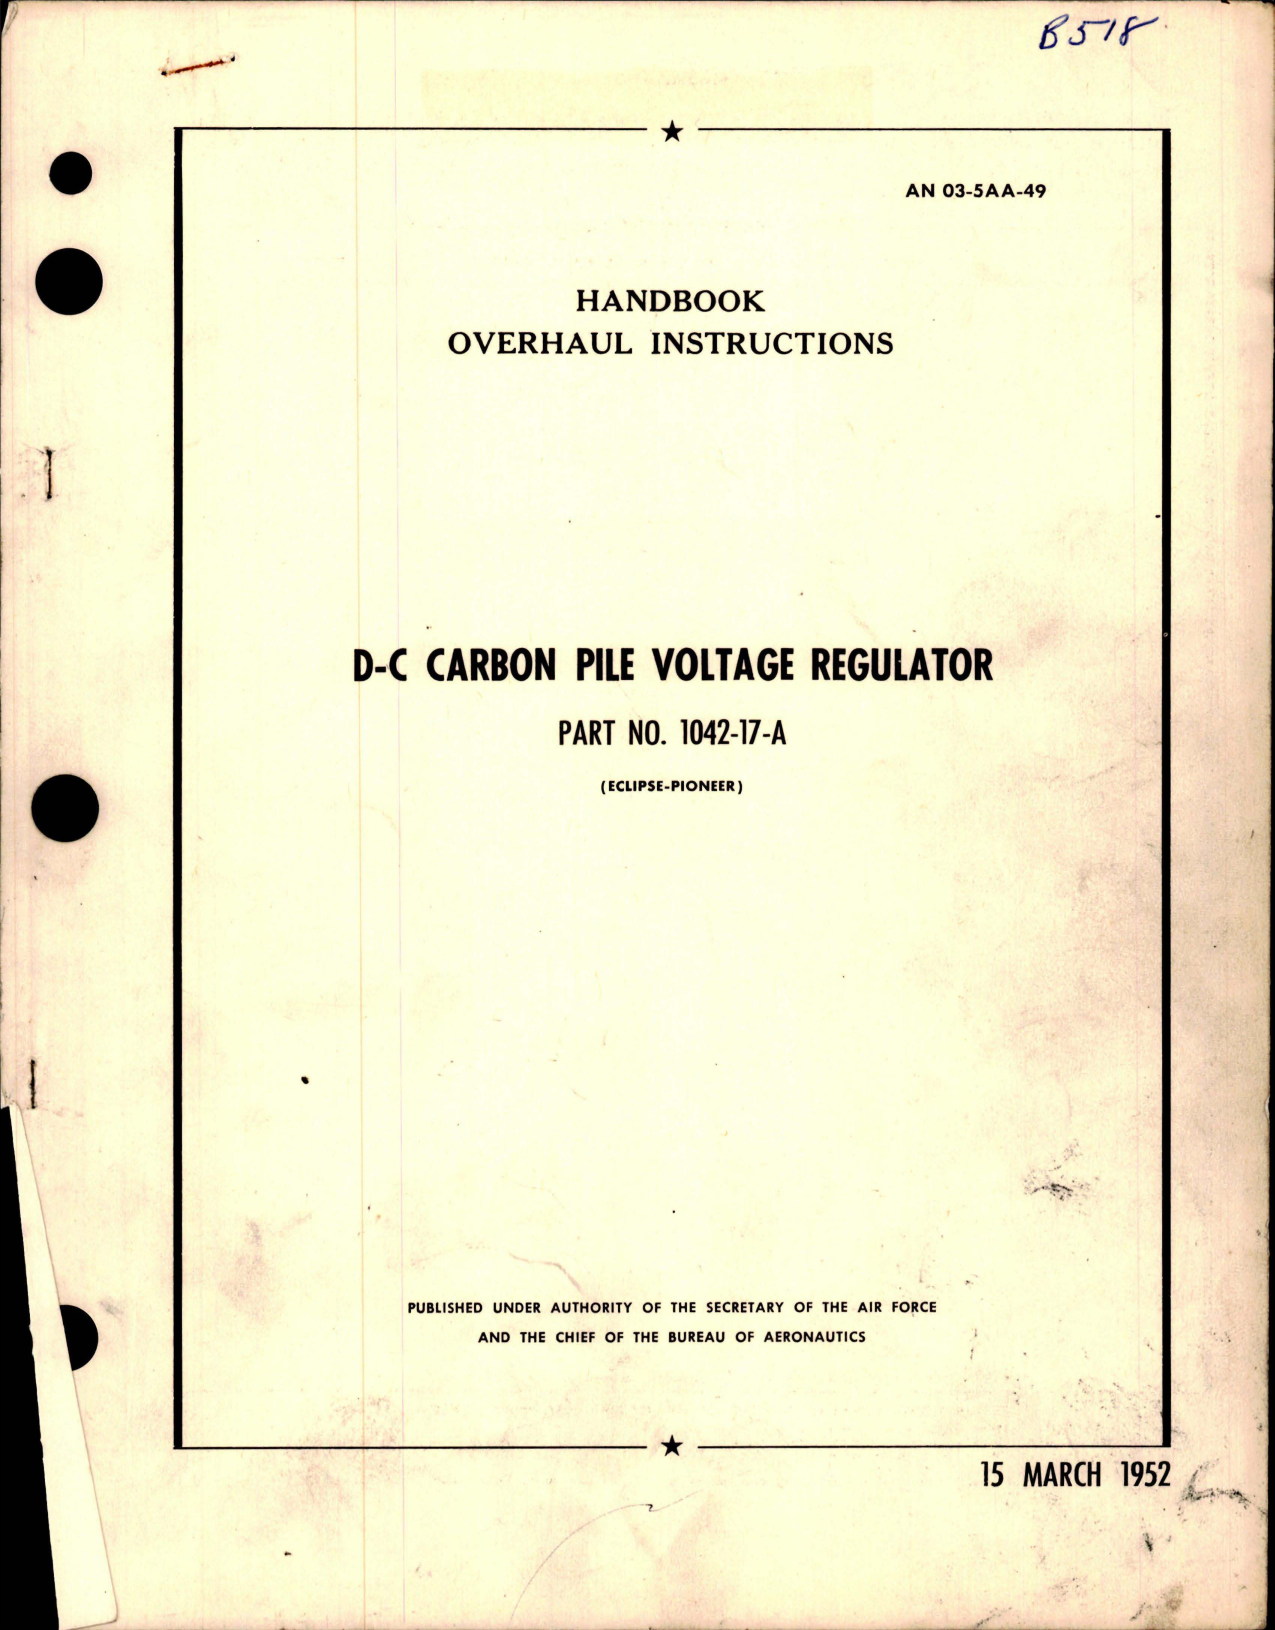 B518
AN 03-5AA-49
HANDBOOK
OVERHAUL INSTRUCTIONS
D-C CARBON PILE VOLTAGE REGULATOR
PART NO. 1042-17-A
(ECLIPSE-PIONEER)
PUBLISHED UNDER AUTHORITY OF THE SECRETARY OF THE AIR FORCE
AND THE CHIEF OF THE BUREAU OF AERONAUTICS
15 MARCH 1952